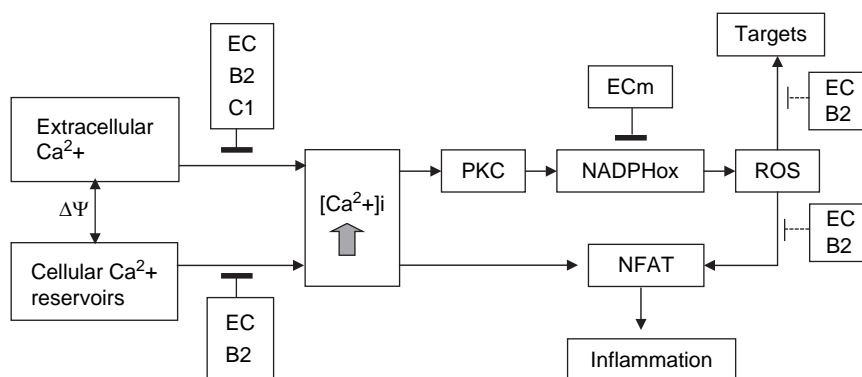 EC
B2
C1
Targets
ECm
EC
B2
Extracellular
Ca²+
PKC
NADPHox
ROS
[Ca²+]i
ΔΨ
EC
B2
Cellular Ca²+
reservoirs
NFAT
EC
B2
Inflammation